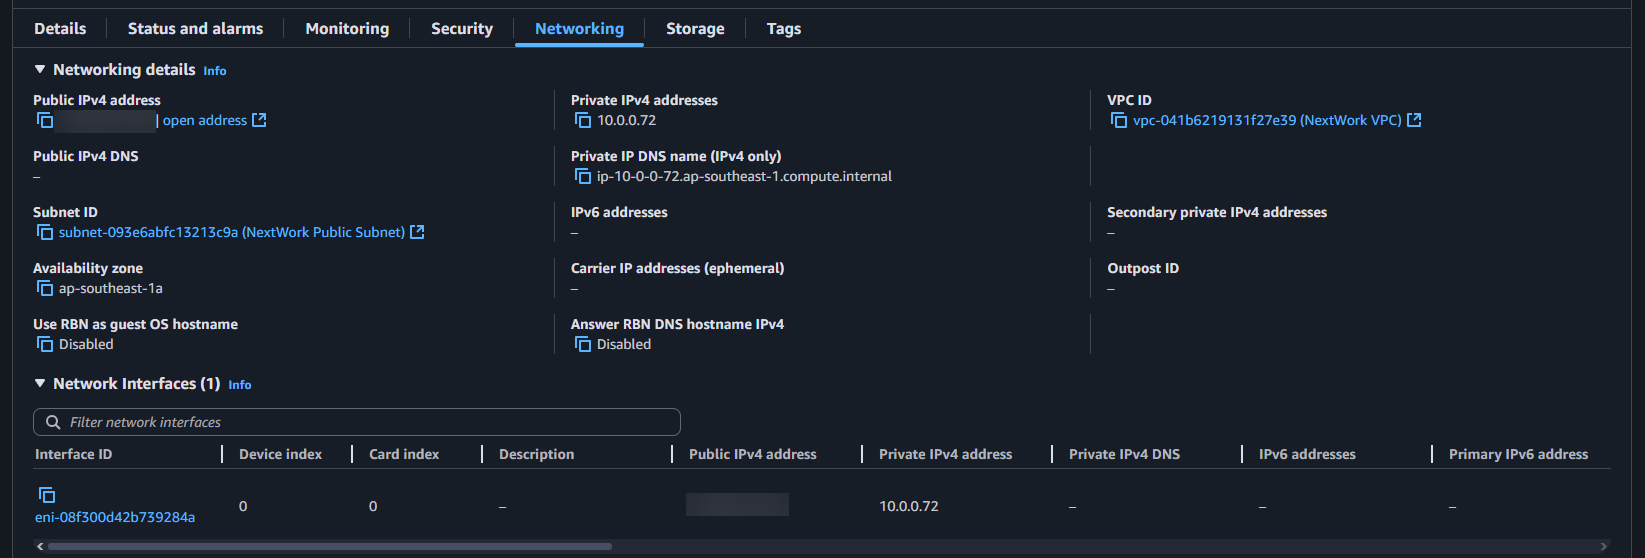 Details Status and alarms Monitoring Security Networking Storage Tags
Networking details Info
Public IPv4 address
| open address
Private IPv4 addresses
10.0.0.72
VPC ID
vpc-041b6219131f27e39 (NextWork VPC)
Public IPv4 DNS
–
Private IP DNS name (IPv4 only)
ip-10-0-0-72.ap-southeast-1.compute.internal
Subnet ID
subnet-093e6abfc13213c9a (NextWork Public Subnet)
IPv6 addresses
–
Secondary private IPv4 addresses
–
Availability zone
ap-southeast-1a
Carrier IP addresses (ephemeral)
–
Outpost ID
–
Use RBN as guest OS hostname
Disabled
Answer RBN DNS hostname IPv4
Disabled
Network Interfaces (1) Info
Filter network interfaces
Interface ID Device index Card index Description Public IPv4 address Private IPv4 address Private IPv4 DNS IPv6 addresses Primary IPv6 address
eni-08f300d42b739284a 0 0 – 10.0.0.72 – – –